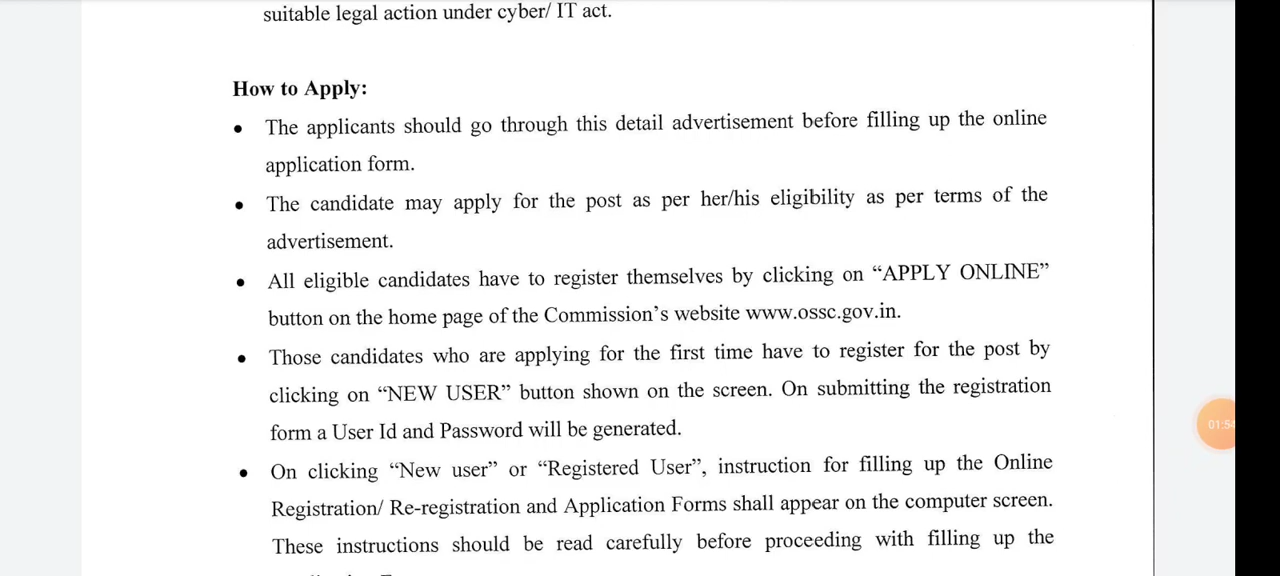 suitable legal action under cyber/ IT act.
How to Apply:
• The applicants should go through this detail advertisement before filling up the online
application form.
• The candidate may apply for the post as per her/his eligibility as per terms of the
advertisement.
• All eligible candidates have to register themselves by clicking on “APPLY ONLINE”
button on the home page of the Commission’s website www.ossc.gov.in.
• Those candidates who are applying for the first time have to register for the post by
clicking on “NEW USER” button shown on the screen. On submitting the registration
form a User Id and Password will be generated.
• On clicking “New user” or “Registered User”, instruction for filling up the Online
Registration/ Re-registration and Application Forms shall appear on the computer screen.
These instructions should be read carefully before proceeding with filling up the